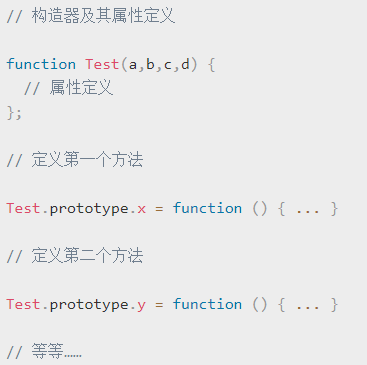 // 构造器及其属性定义
function Test(a,b,c,d) {
  // 属性定义
};
// 定义第一个方法
Test.prototype.x = function () { ... }
// 定义第二个方法
Test.prototype.y = function () { ... }
// 等等……